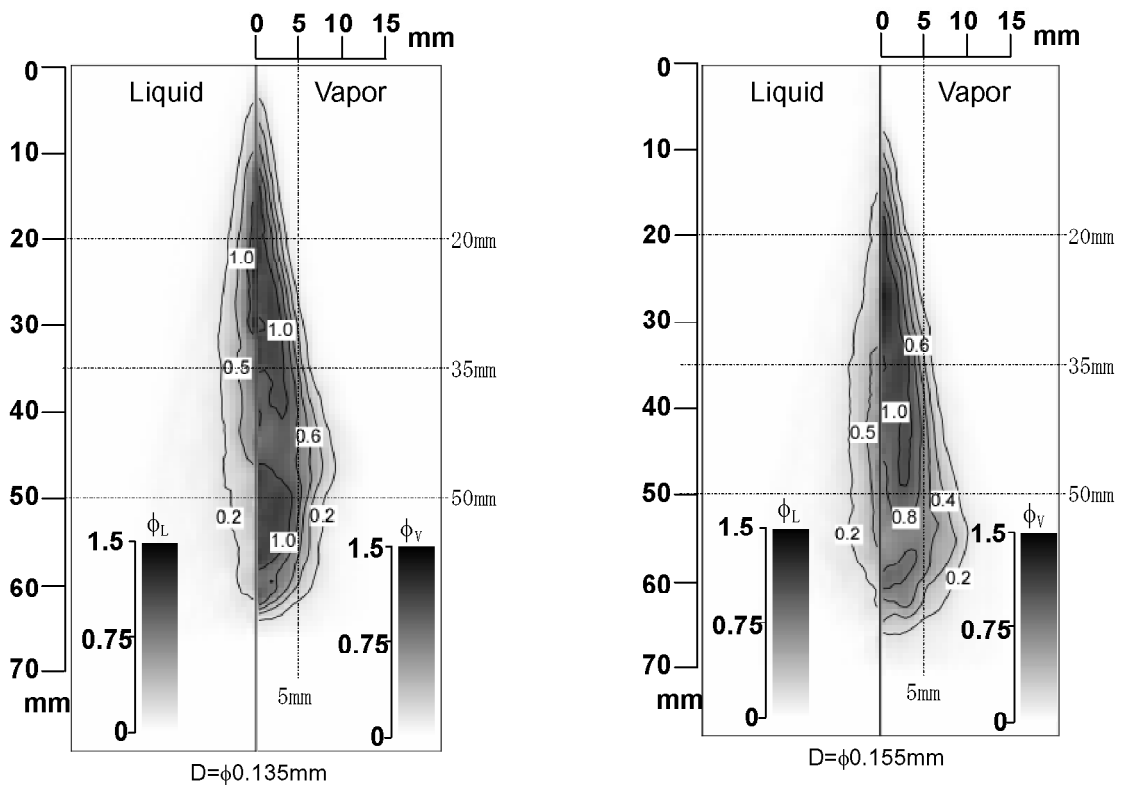 0 5 10 15 mm
0
Liquid Vapor
10
20
20mm
1.0
30
1.0
0.5
35mm
40
0.6
50
50mm
0.2 0.2
ϕL ϕV
1.5 1.0 1.5
60
0.75 0.75
70
mm
5mm
0 0
D=ϕ0.135mm
0 5 10 15 mm
0
Liquid Vapor
10
20
20mm
30
0.6
35mm
40
1.0
0.5
50
50mm
0.4
0.8
ϕL ϕV
1.5 0.2 1.5
60
0.2
0.75 0.75
70
5mm
mm
0 0
D=ϕ0.155mm